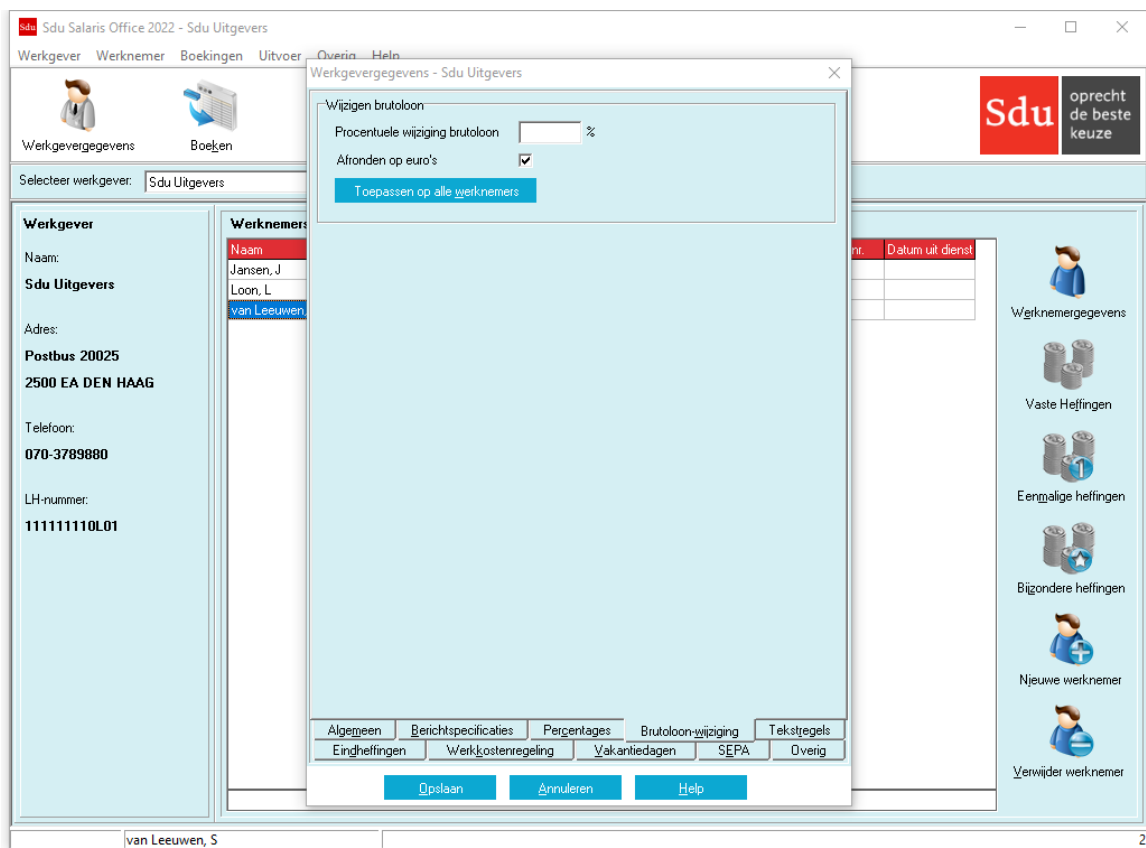 Sdu Sdu Salaris Office 2022 - Sdu Uitgevers
Werkgever Werknemer Boekingen Uitvoer Overig Help
Werkgevergegevens
Boeken
Sdu
oprecht
de beste
keuze
Selecteer werkgever: Sdu Uitgevers
Werkgever
Naam:
Sdu Uitgevers
Adres:
Postbus 20025
2500 EA DEN HAAG
Telefoon:
070-3789880
LH-nummer:
111111110L01
Werknemers
Naam nr. Datum uit dienst
Jansen, J
Loon, L
van Leeuwen,
Werkgevergegevens - Sdu Uitgevers
Wijzigen brutoloon
Procentuele wijziging brutoloon %
Afronden op euro's
Toepassen op alle werknemers
Algemeen Berichtspecificaties Percentages Brutoloon-wijziging Tekstregels
Eindheffingen Werkkostenregeling Vakantiedagen SEPA Overig
Opslaan Annuleren Help
Werknemergegevens
Vaste Heffingen
Eenmalige heffingen
Bijzondere heffingen
Nieuwe werknemer
Verwijder werknemer
van Leeuwen, S
2